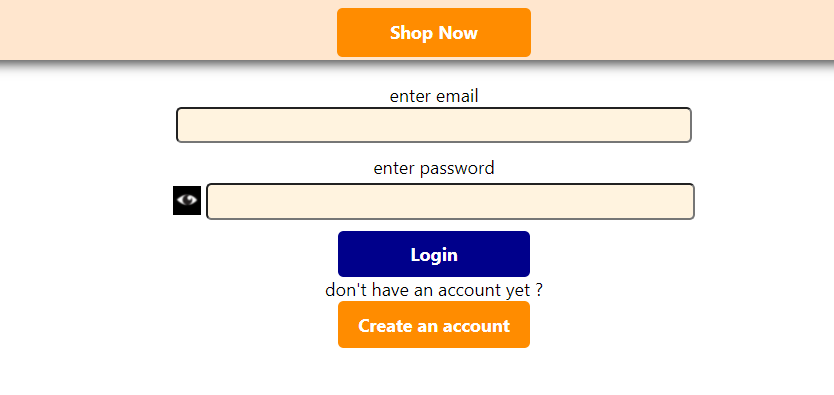 Shop Now
enter email
enter password
Login
don't have an account yet ?
Create an account